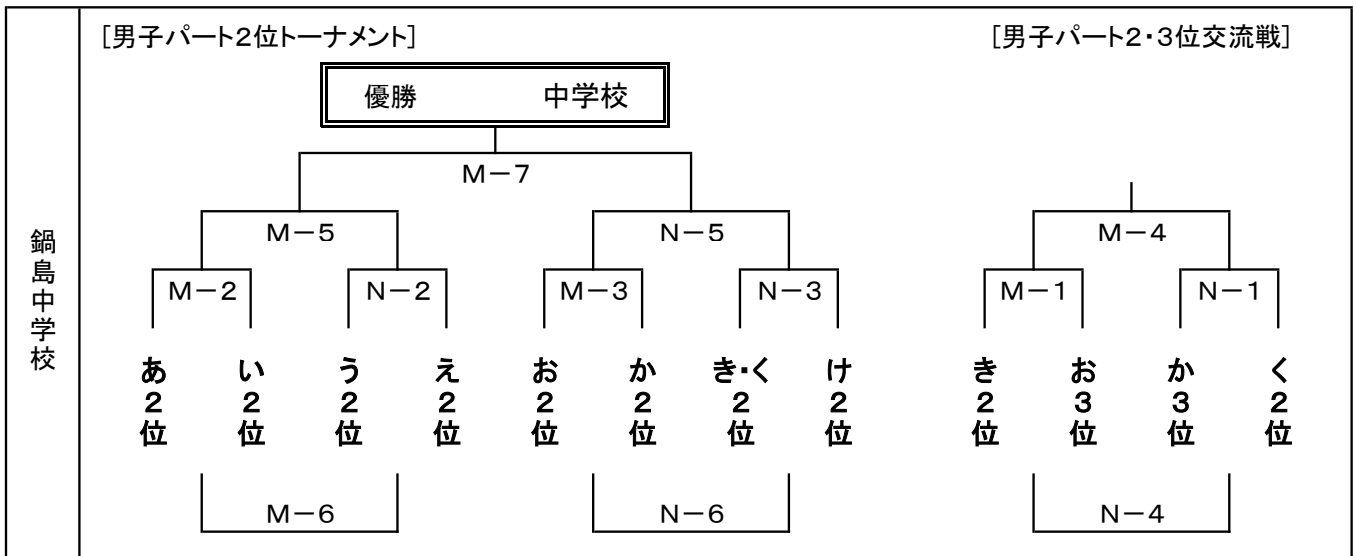 [男子パート２位トーナメント]
[男子パート２・３位交流戦]
優勝　　　中学校
M－７
M－５
N－５
M－４
M－２
N－２
M－３
N－３
M－１
N－１
鍋島中学校
あ２位
い２位
う２位
え２位
お２位
か２位
き・く２位
け２位
き２位
お３位
か３位
く２位
M－６
N－６
N－４